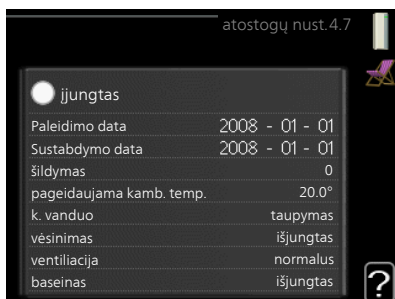 atostogų nust. 4.7
įjungtas
Paleidimo data 2008 - 01 - 01
Sustabdymo data 2008 - 01 - 01
šildymas 0
pageidaujama kamb. temp. 20.0°
k. vanduo taupymas
vėsinimas išjungtas
ventiliacija normalus
baseinas išjungtas
?